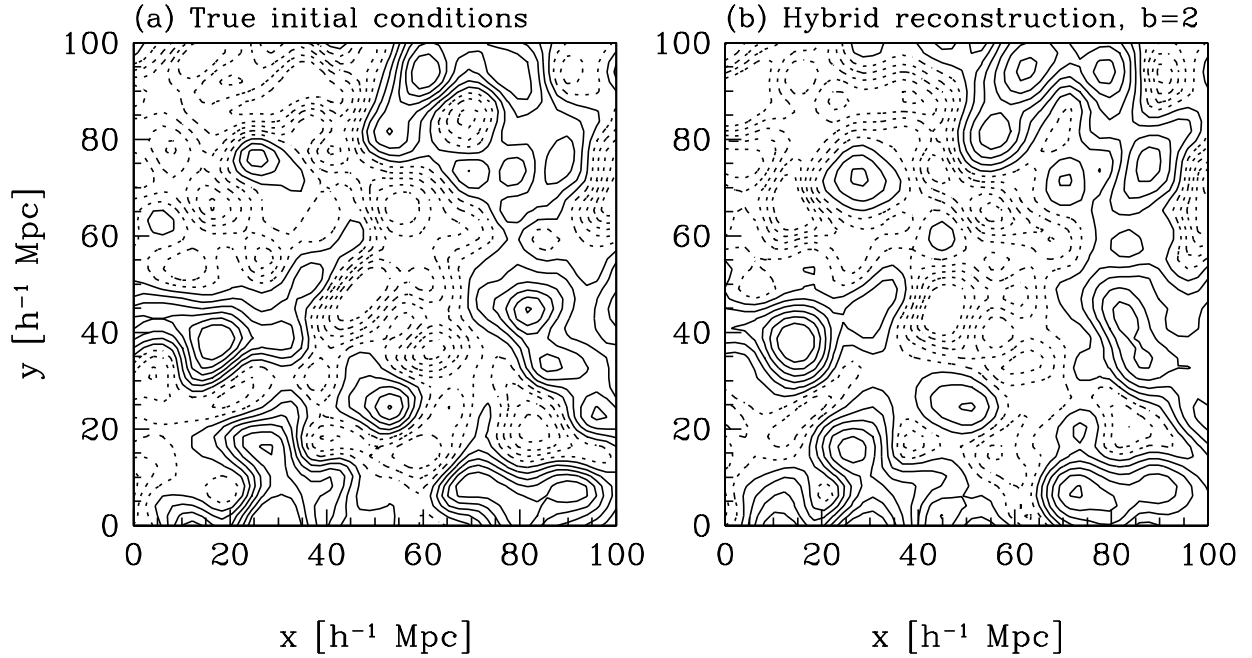 (a) True initial conditions
(b) Hybrid reconstruction, b=2
100
80
60
40
20
0
y [h⁻¹ Mpc]
0 20 40 60 80 100
x [h⁻¹ Mpc]
100
80
60
40
20
0
0 20 40 60 80 100
x [h⁻¹ Mpc]